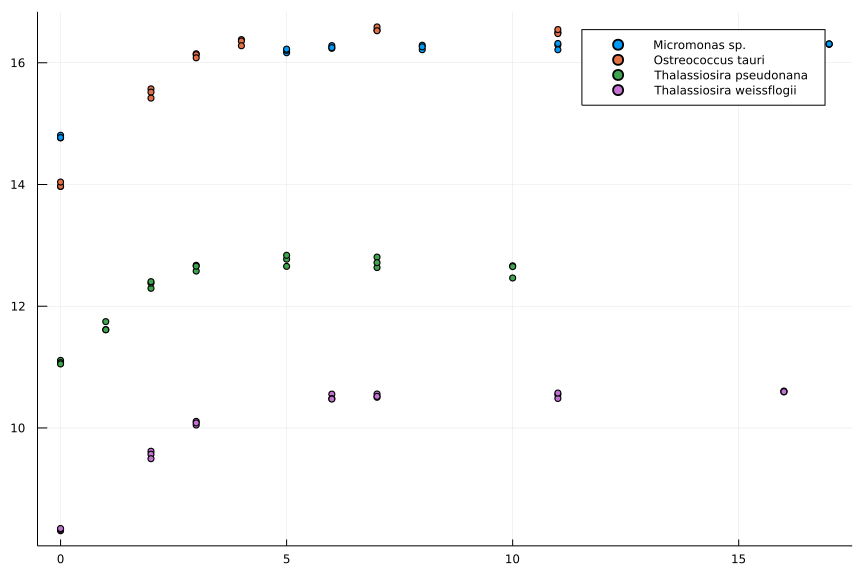 Micromonas sp.
Ostreococcus tauri
Thalassiosira pseudonana
Thalassiosira weissflogii
16
14
12
10
0 5 10 15